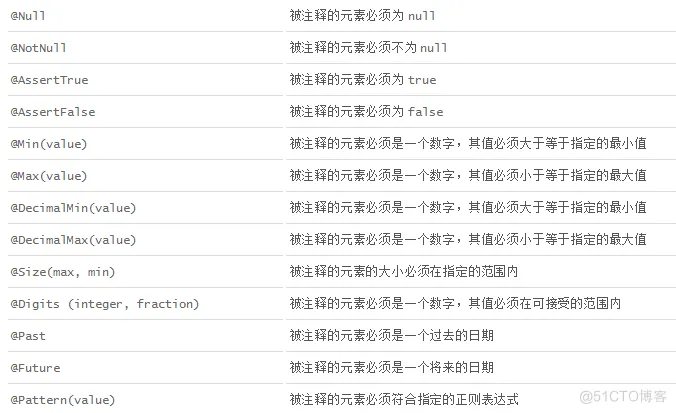 @Null 被注释的元素必须为 null
@NotNull 被注释的元素必须不为 null
@AssertTrue 被注释的元素必须为 true
@AssertFalse 被注释的元素必须为 false
@Min(value) 被注释的元素必须是一个数字，其值必须大于等于指定的最小值
@Max(value) 被注释的元素必须是一个数字，其值必须小于等于指定的最大值
@DecimalMin(value) 被注释的元素必须是一个数字，其值必须大于等于指定的最小值
@DecimalMax(value) 被注释的元素必须是一个数字，其值必须小于等于指定的最大值
@Size(max, min) 被注释的元素的大小必须在指定的范围内
@Digits (integer, fraction) 被注释的元素必须是一个数字，其值必须在可接受的范围内
@Past 被注释的元素必须是一个过去的日期
@Future 被注释的元素必须是一个将来的日期
@Pattern(value) 被注释的元素必须符合指定的正则表达式
@51CTO博客